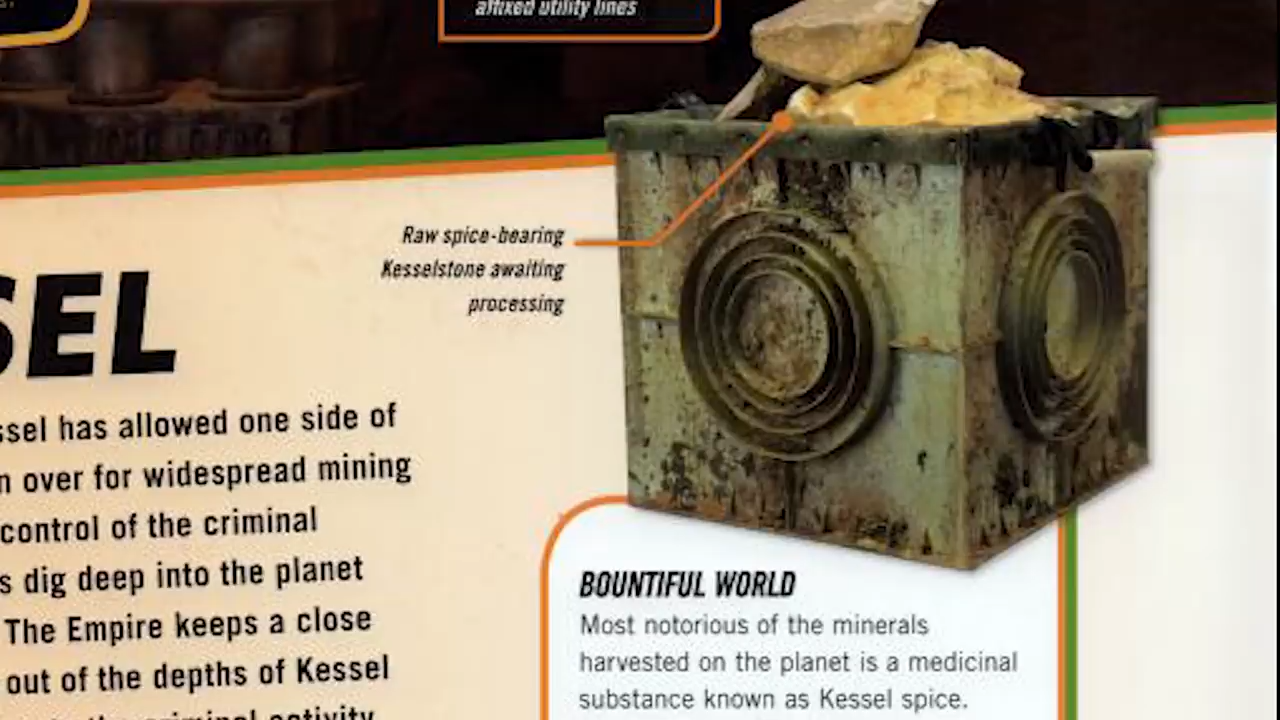 affixed utility lines
Raw spice-bearing
Kesselstone awaiting
processing
SEL
ssel has allowed one side of
n over for widespread mining
control of the criminal
s dig deep into the planet
The Empire keeps a close
out of the depths of Kessel
criminal activity
BOUNTIFUL WORLD
Most notorious of the minerals
harvested on the planet is a medicinal
substance known as Kessel spice.